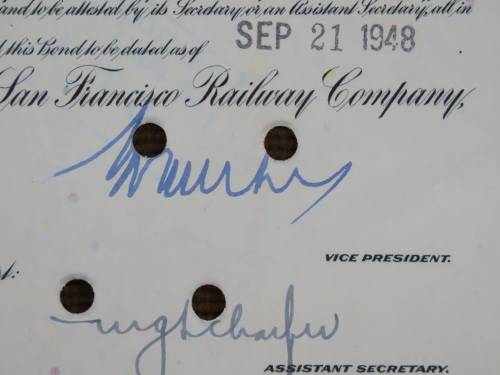 and to be attested by its Secretary or an Assistant Secretary, all in
this Bond to be dated as of SEP 21 1948
San Francisco Railway Company,
VICE PRESIDENT.
ASSISTANT SECRETARY.